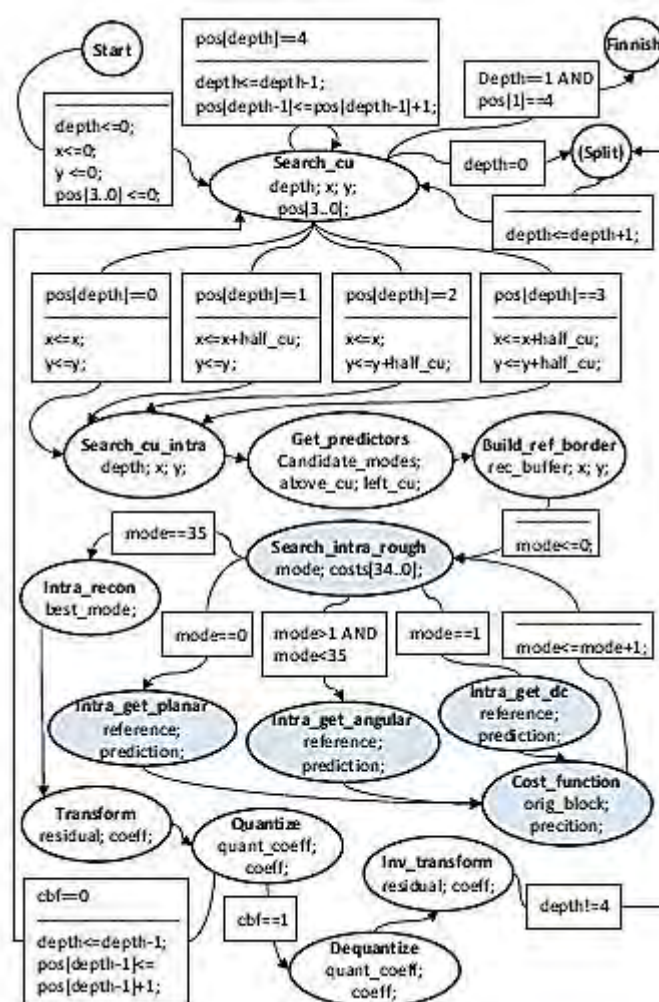 Start
pos[depth]==4
depth<=depth-1;
pos[depth-1]<=pos[depth-1]+1;
Finnish
Depth==1 AND
pos[1]==4
depth<=0;
x<=0;
y <=0;
pos[3..0] <=0;
Search_cu
depth; x; y;
pos[3..0];
depth=0
(Split)
depth<=depth+1;
pos[depth]==0
x<=x;
y<=y;
pos[depth]==1
x<=x+half_cu;
y<=y;
pos[depth]==2
x<=x;
y<=y+half_cu;
pos[depth]==3
x<=x+half_cu;
y<=y+half_cu;
Search_cu_intra
depth; x; y;
Get_predictors
Candidate_modes;
above_cu; left_cu;
Build_ref_border
rec_buffer; x; y;
mode==35
Search_intra_rough
mode; costs[34..0];
mode<=0;
Intra_recon
best_mode;
mode==0
mode>1 AND
mode<35
mode==1
mode<=mode+1;
Intra_get_planar
reference;
prediction;
Intra_get_angular
reference;
prediction;
Intra_get_dc
reference;
prediction;
Cost_function
orig_block;
precition;
Transform
residual; coeff;
Quantize
quant_coeff;
coeff;
Inv_transform
residual; coeff;
cbf==0
depth<=depth-1;
pos[depth-1]<=
pos[depth-1]+1;
cbf==1
depth!=4
Dequantize
quant_coeff;
coeff;